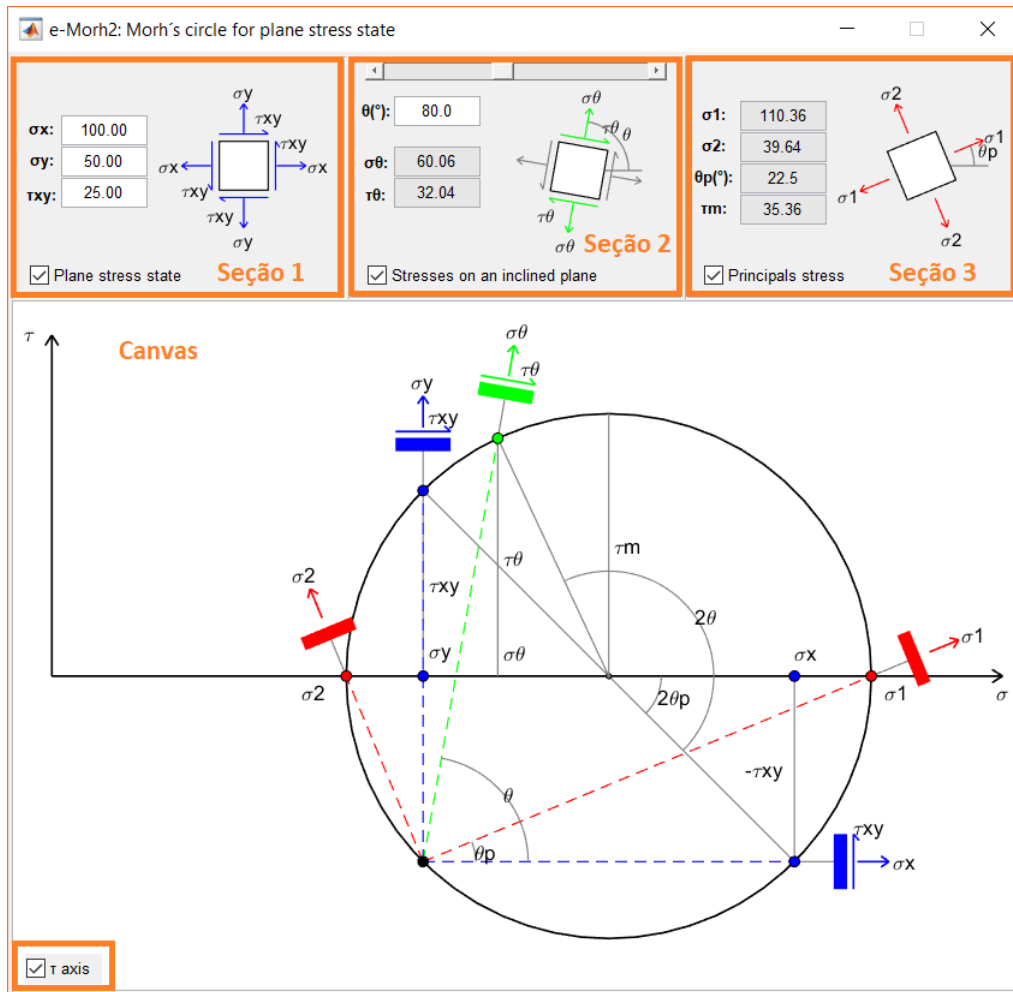 e-Morh2: Morh´s circle for plane stress state
σx: 100.00
σy: 50.00
τxy: 25.00
σy
τxy
τxy
σx
σx
τxy
τxy
σy
Plane stress state
Seção 1
θ(°): 80.0
σθ: 60.06
τθ: 32.04
σθ
τθ
θ
τθ
σθ
Seção 2
Stresses on an inclined plane
σ1: 110.36
σ2: 39.64
θp(°): 22.5
τm: 35.36
σ2
σ1
θp
σ1
σ2
Principals stress
Seção 3
τ
Canvas
σθ
τθ
σy
τxy
τm
τθ
σ2
τxy
2θ
σy
σθ
σx
σ1
σ2
2θp
σ1
σ
-τxy
θ
θp
τxy
σx
τ axis